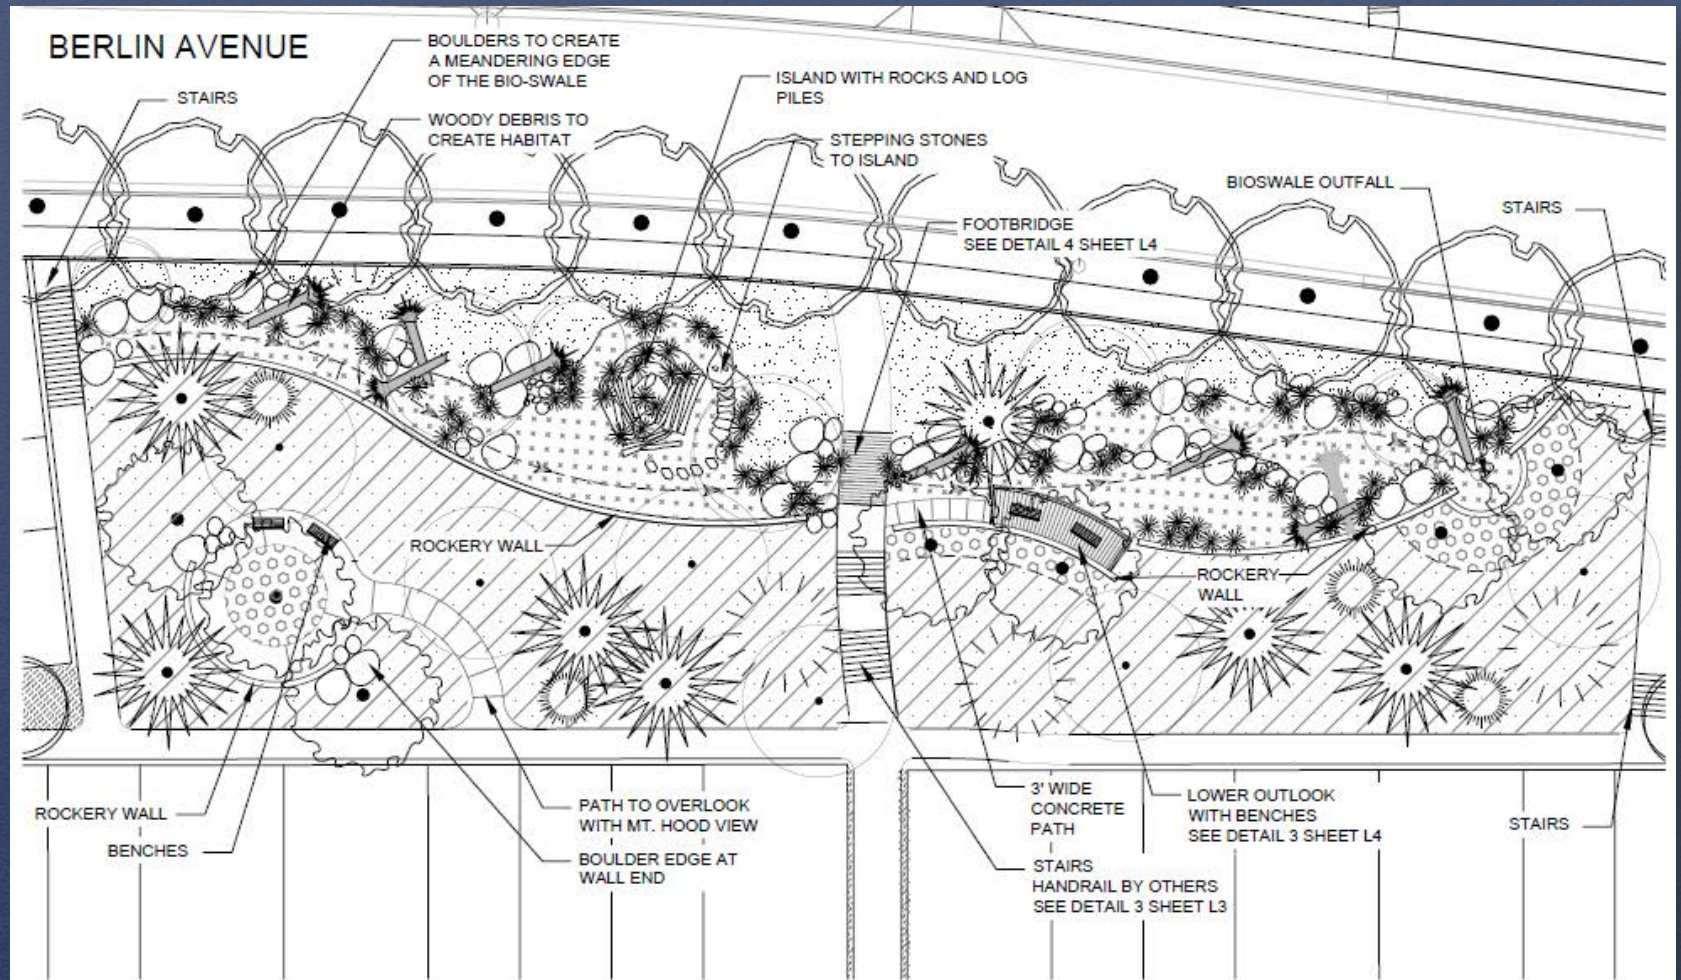 BERLIN AVENUE
BOULDERS TO CREATE
A MEANDERING EDGE
OF THE BIO-SWALE
STAIRS
WOODY DEBRIS TO
CREATE HABITAT
ISLAND WITH ROCKS AND LOG
PILES
STEPPING STONES
TO ISLAND
BIOSWALE OUTFALL
STAIRS
FOOTBRIDGE
SEE DETAIL 4 SHEET L4
ROCKERY WALL
ROCKERY
WALL
ROCKERY WALL
BENCHES
PATH TO OVERLOOK
WITH MT. HOOD VIEW
BOULDER EDGE AT
WALL END
3' WIDE
CONCRETE
PATH
STAIRS
HANDRAIL BY OTHERS
SEE DETAIL 3 SHEET L3
LOWER OUTLOOK
WITH BENCHES
SEE DETAIL 3 SHEET L4
STAIRS